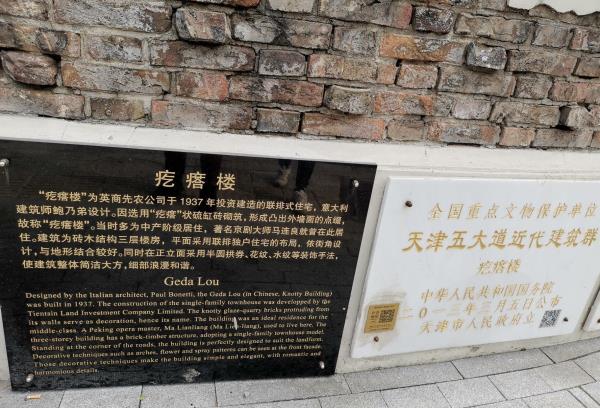 疙瘩楼
“疙瘩楼”为英商先农公司于1937年投资建造的联排式住宅，意大利
建筑师鲍乃弟设计。因选用“疙瘩”状硫缸砖砌筑，形成凸出外墙面的点缀，
故称“疙瘩楼”。当时多为中产阶级居住，著名京剧大师马连良就曾在此居
住。建筑为砖木结构三层楼房，平面采用联排独户住宅的布局，依街角设
计，与地形结合较好。同时在正立面采用半圆拱券、花纹、水纹等装饰手法，
使建筑整体简洁大方，细部浪漫和谐。
Geda Lou
Designed by the Italian architect, Paul Bonetti, the Geda Lou (in Chinese, Knotty Building)
was built in 1937. The construction of the single-family townhouse was developped by the
Tientain Land Investment Company Limited. The knotty glaze-quartz bricks protruding from
its walls serve as decoration, hence its name. The building was an ideal residence for the
middle-class. A Peking opera master, Ma Lianliang (Ma Lien-liang), used to live here. The
three-storey building has a brick-timber structure, adopting a single-family townhouse model.
Standing at the corner of the roads, the building is perfectly designed to suit the landform.
Decorative techniques such as arches, flower and spray patterns can be seen at the front facade.
Those decorative techniques make the building simple and elegant, with romantic and
harmonious details.
全国重点文物保护单位
天津五大道近代建筑群
疙瘩楼
中华人民共和国国务院
二〇一三年三月五日公布
天津市人民政府立